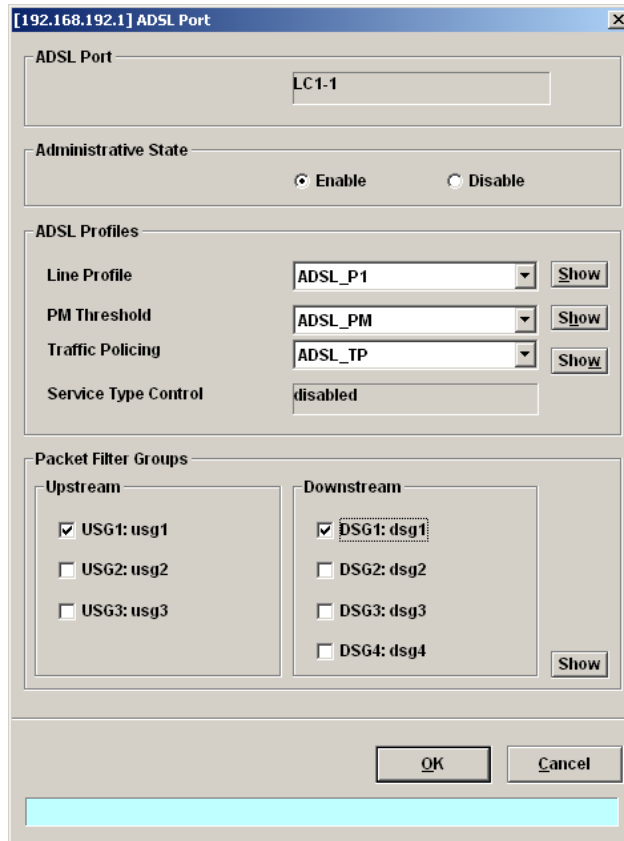 [192.168.192.1] ADSL Port
ADSL Port
LC1-1
Administrative State
Enable Disable
ADSL Profiles
Line Profile ADSL_P1 Show
PM Threshold ADSL_PM Show
Traffic Policing ADSL_TP Show
Service Type Control disabled
Packet Filter Groups
Upstream Downstream
USG1: usg1 DSG1: dsg1
USG2: usg2 DSG2: dsg2
USG3: usg3 DSG3: dsg3
DSG4: dsg4
Show
OK Cancel